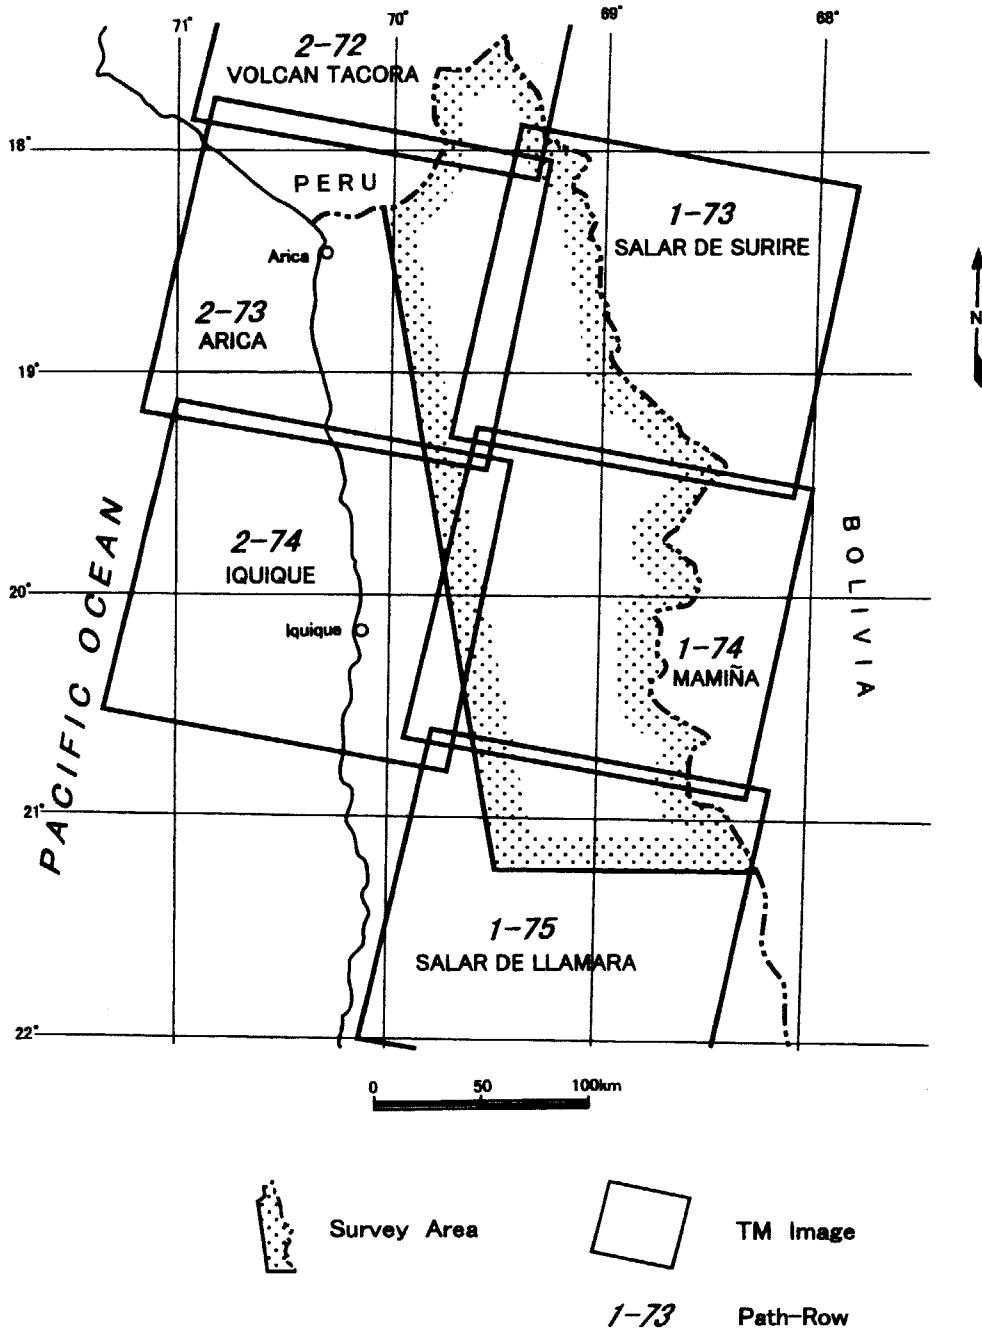 71°
70°
69°
68°
2-72
VOLCAN TACORA
18°
PERU
1-73
SALAR DE SURIRE
Arica
N
2-73
ARICA
19°
PACIFIC OCEAN
2-74
IQUIQUE
BOLIVIA
20°
Iquique
1-74
MAMIÑA
21°
1-75
SALAR DE LLAMARA
22°
0 50 100km
Survey Area
TM Image
1-73 Path-Row